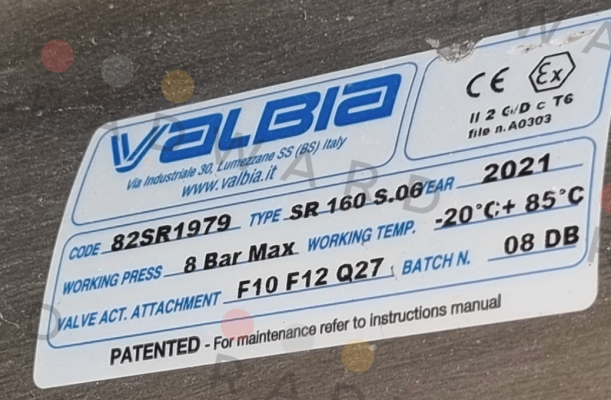 VALBIA
Via Industriale 30, Lumezzane SS (BS) Italy
www.valbia.it
CE Ex
II 2 G/D c T6
file n.A0303
CODE 82SR1979 TYPE SR 160 S.06 YEAR 2021
WORKING PRESS 8 Bar Max WORKING TEMP. -20°C;+ 85°C
VALVE ACT. ATTACHMENT F10 F12 Q27 BATCH N. 08 DB
PATENTED - For maintenance refer to instructions manual